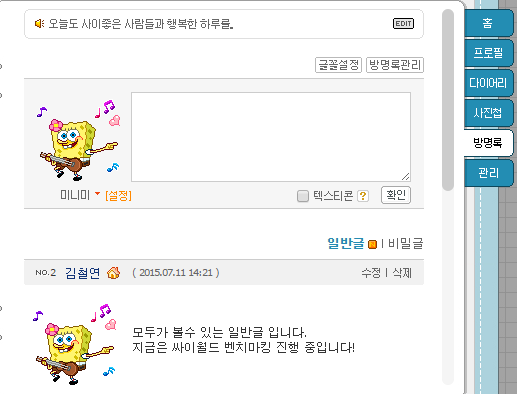 오늘도 사이좋은 사람들과 행복한 하루를.
EDIT
홈
프로필
다이어리
사진첩
방명록
관리
글꼴설정 방명록관리
미니미 [설정]
텍스티콘 ? 확인
일반글 | 비밀글
NO.2 김철연 ( 2015.07.11 14:21 ) 수정 | 삭제
모두가 볼수 있는 일반글 입니다.
지금은 싸이월드 벤치마킹 진행 중입니다!